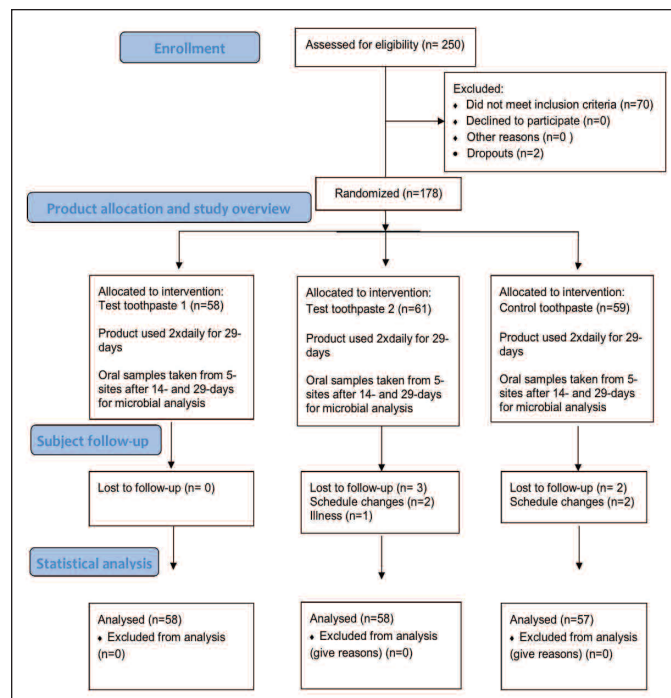 Enrollment
Assessed for eligibility (n= 250)
Excluded:
♦ Did not meet inclusion criteria (n=70)
♦ Declined to participate (n=0)
♦ Other reasons (n=0 )
● Dropouts (n=2)
Randomized (n=178)
Product allocation and study overview
Allocated to intervention:
Test toothpaste 1 (n=58)
Product used 2xdaily for 29-
days
Oral samples taken from 5-
sites after 14- and 29-days
for microbial analysis
Allocated to intervention:
Test toothpaste 2 (n=61)
Product used 2xdaily for 29-
days
Oral samples taken from 5-
sites after 14- and 29-days
for microbial analysis
Allocated to intervention:
Control toothpaste (n=59)
Product used 2xdaily for 29-
days
Oral samples taken from 5-
sites after 14- and 29-days
for microbial analysis
Subject follow-up
Lost to follow-up (n= 0)
Lost to follow-up (n= 3)
Schedule changes (n=2)
Illness (n=1)
Lost to follow-up (n= 2)
Schedule changes (n=2)
Statistical analysis
Analysed (n=58)
♦ Excluded from analysis
(n=0)
Analysed (n=58)
♦ Excluded from analysis
(give reasons) (n=0)
Analysed (n=57)
♦ Excluded from analysis
(give reasons) (n=0)